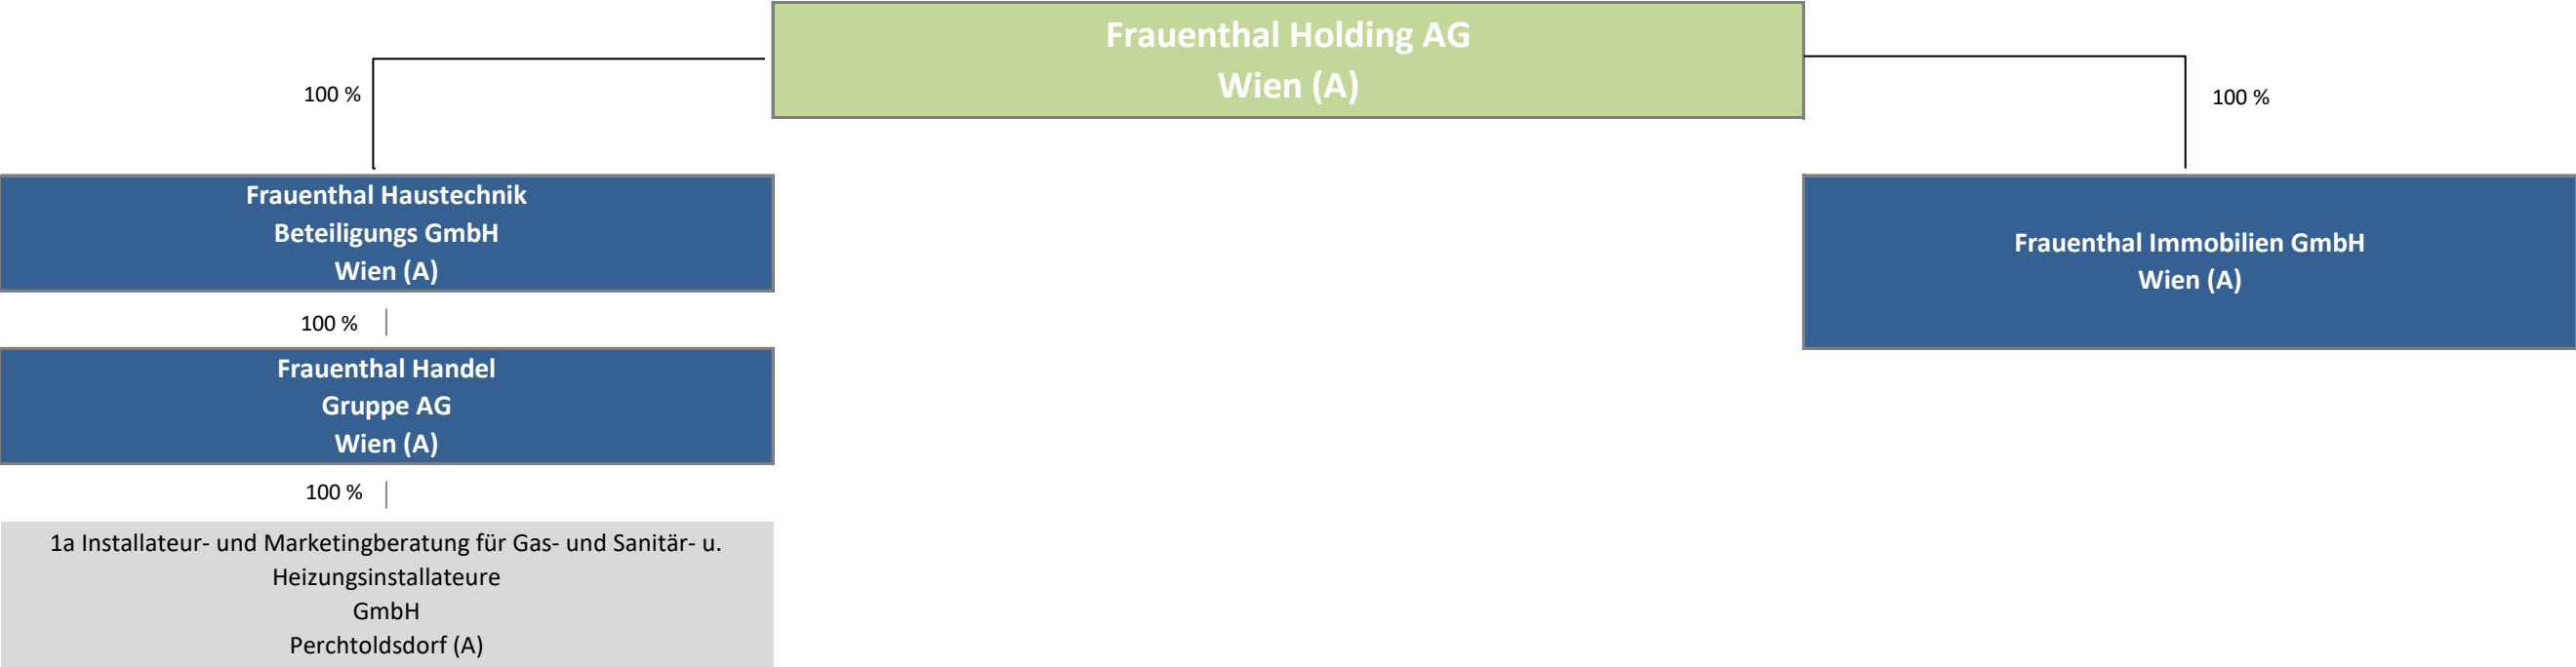 Frauenthal Holding AG
Wien (A)
100 %
100 %
Frauenthal Haustechnik
Beteiligungs GmbH
Wien (A)
Frauenthal Immobilien GmbH
Wien (A)
100 %
Frauenthal Handel
Gruppe AG
Wien (A)
100 %
1a Installateur- und Marketingberatung für Gas- und Sanitär- u.
Heizungsinstallateure
GmbH
Perchtoldsdorf (A)